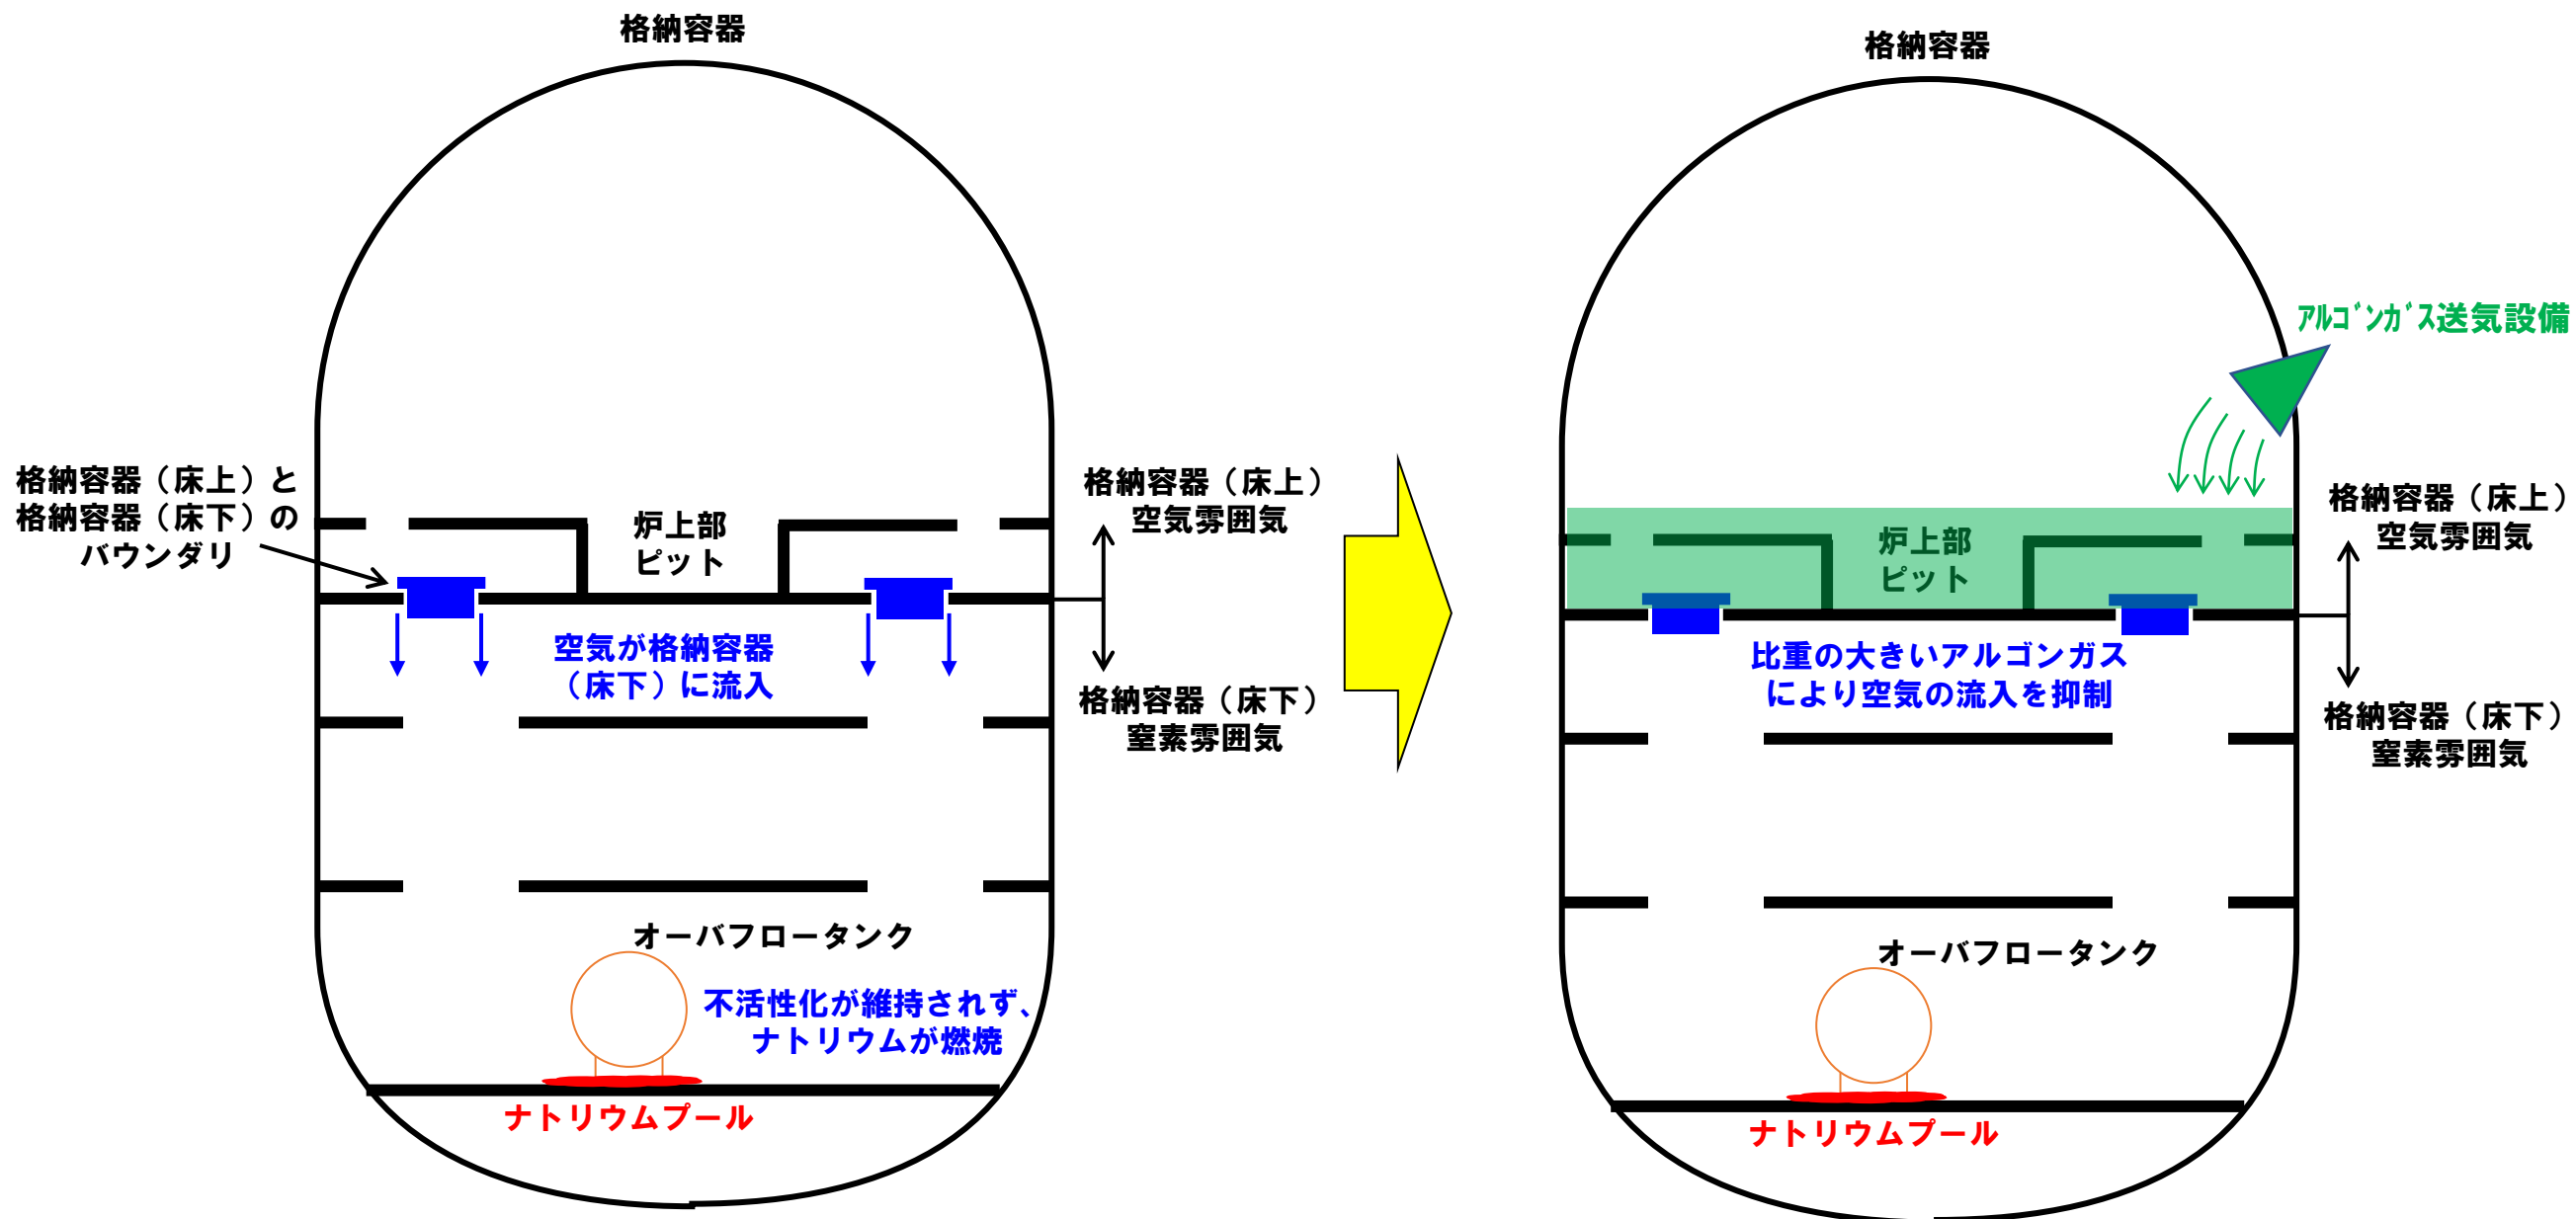 格納容器
格納容器（床上）と
格納容器（床下）の
バウンダリ
炉上部
ピット
格納容器（床上）
空気雰囲気
空気が格納容器
（床下）に流入
格納容器（床下）
窒素雰囲気
オーバフロータンク
不活性化が維持されず、
ナトリウムが燃焼
ナトリウムプール
格納容器
ｱﾙｺﾞﾝｶﾞｽ送気設備
格納容器（床上）
空気雰囲気
炉上部
ピット
比重の大きいアルゴンガス
により空気の流入を抑制
格納容器（床下）
窒素雰囲気
オーバフロータンク
ナトリウムプール